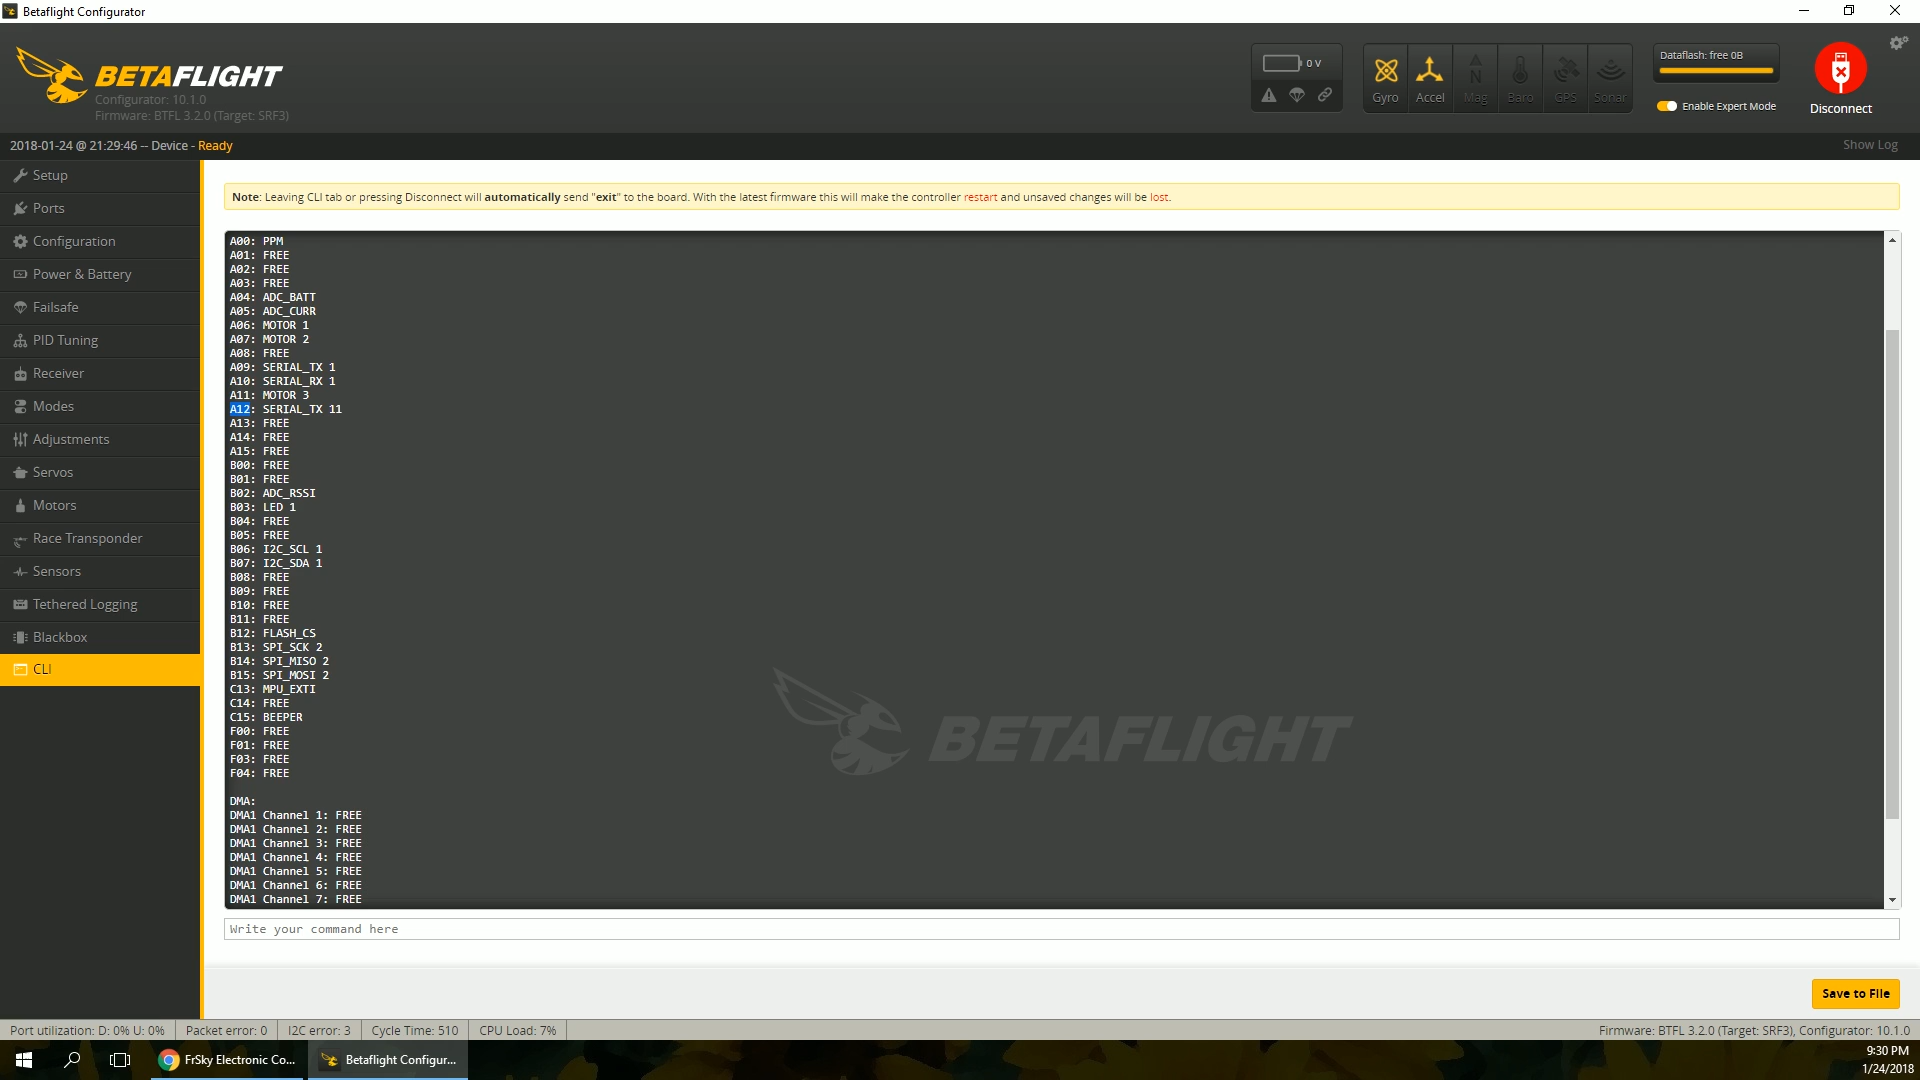 Betaflight Configurator
BETAFLIGHT
Configurator: 10.1.0
Firmware: BTFL 3.2.0 (Target: SRF3)
0 V
Gyro
Accel
Mag
Baro
GPS
Sonar
Dataflash: free 0B
Enable Expert Mode
Disconnect
2018-01-24 @ 21:29:46 -- Device - Ready
Show Log
Setup
Ports
Configuration
Power & Battery
Failsafe
PID Tuning
Receiver
Modes
Adjustments
Servos
Motors
Race Transponder
Sensors
Tethered Logging
Blackbox
CLI
Note: Leaving CLI tab or pressing Disconnect will automatically send "exit" to the board. With the latest firmware this will make the controller restart and unsaved changes will be lost.
A00: PPM
A01: FREE
A02: FREE
A03: FREE
A04: ADC_BATT
A05: ADC_CURR
A06: MOTOR 1
A07: MOTOR 2
A08: FREE
A09: SERIAL_TX 1
A10: SERIAL_RX 1
A11: MOTOR 3
A12: SERIAL_TX 11
A13: FREE
A14: FREE
A15: FREE
B00: FREE
B01: FREE
B02: ADC_RSSI
B03: LED 1
B04: FREE
B05: FREE
B06: I2C_SCL 1
B07: I2C_SDA 1
B08: FREE
B09: FREE
B10: FREE
B11: FREE
B12: FLASH_CS
B13: SPI_SCK 2
B14: SPI_MISO 2
B15: SPI_MOSI 2
C13: MPU_EXTI
C14: FREE
C15: BEEPER
F00: FREE
F01: FREE
F03: FREE
F04: FREE
DMA:
DMA1 Channel 1: FREE
DMA1 Channel 2: FREE
DMA1 Channel 3: FREE
DMA1 Channel 4: FREE
DMA1 Channel 5: FREE
DMA1 Channel 6: FREE
DMA1 Channel 7: FREE
BETAFLIGHT
Write your command here
Save to File
Port utilization: D: 0% U: 0%
Packet error: 0
I2C error: 3
Cycle Time: 510
CPU Load: 7%
Firmware: BTFL 3.2.0 (Target: SRF3), Configurator: 10.1.0
FrSky Electronic Co...
Betaflight Configur...
9:30 PM
1/24/2018